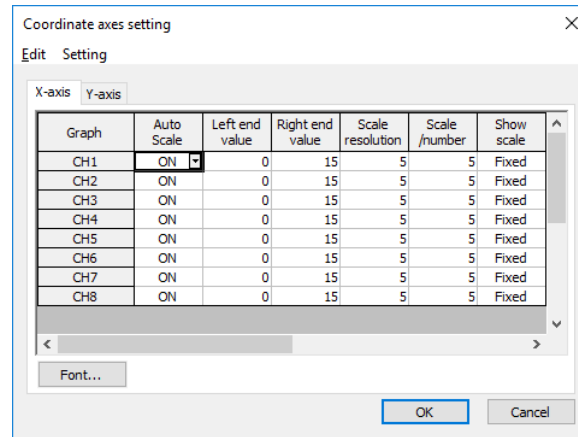 Coordinate axes setting
Edit Setting
X-axis Y-axis
Graph Auto Scale Left end value Right end value Scale resolution Scale /number Show scale
CH1 ON 0 15 5 5 Fixed
CH2 ON 0 15 5 5 Fixed
CH3 ON 0 15 5 5 Fixed
CH4 ON 0 15 5 5 Fixed
CH5 ON 0 15 5 5 Fixed
CH6 ON 0 15 5 5 Fixed
CH7 ON 0 15 5 5 Fixed
CH8 ON 0 15 5 5 Fixed
Font...
OK Cancel